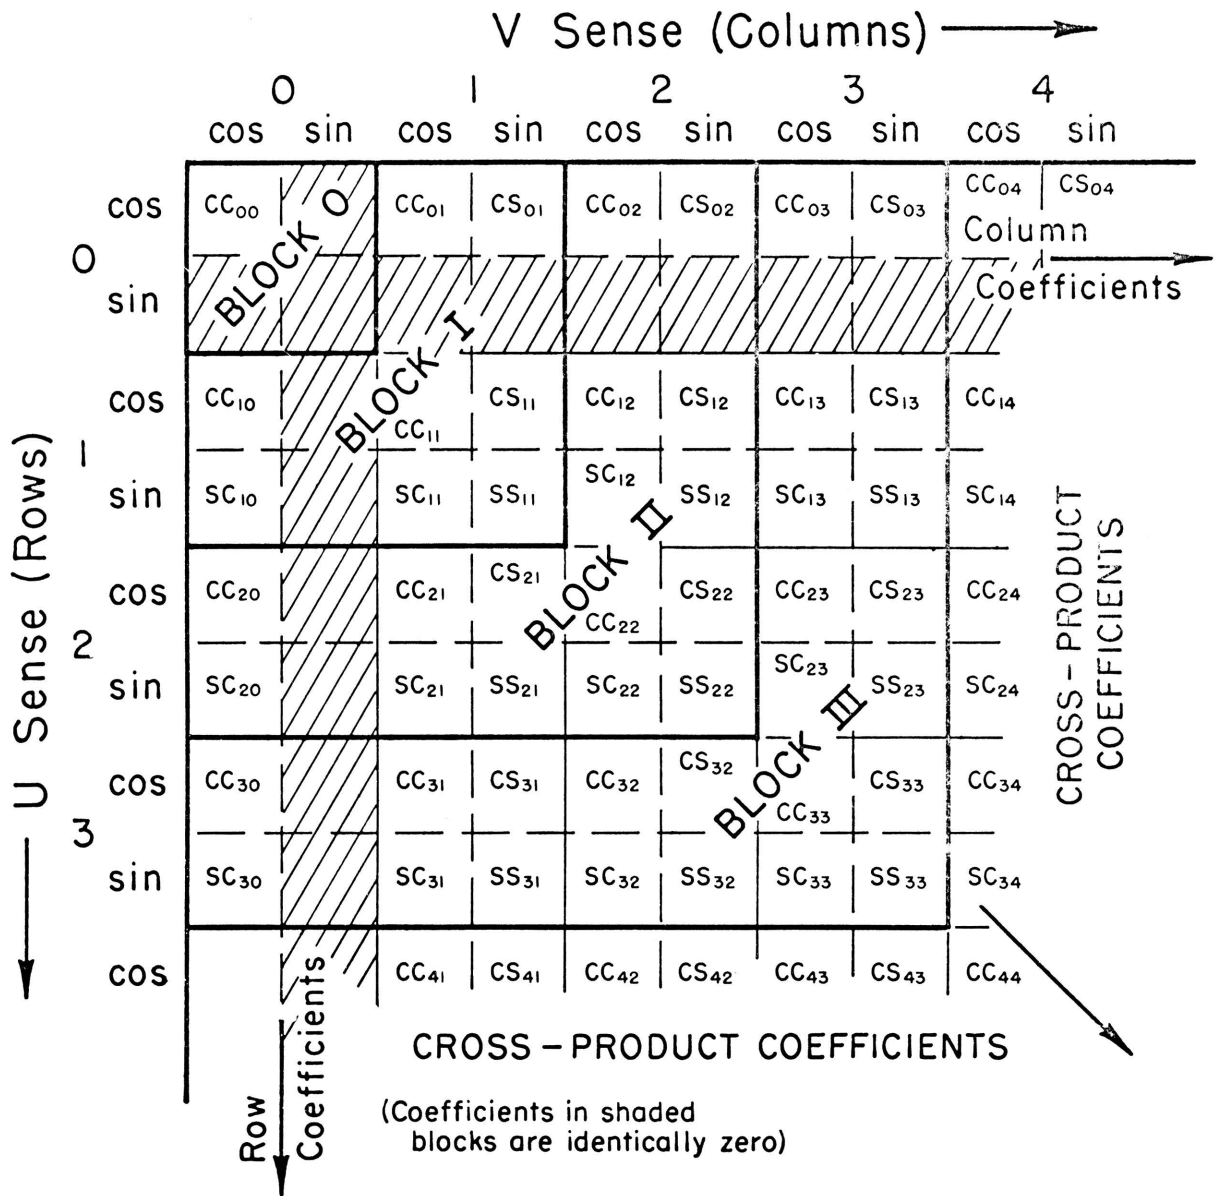 V Sense (Columns)
0 1 2 3 4
cos sin cos sin cos sin cos sin cos sin
U Sense (Rows)
0
cos CC₀₀ CC₀₁ CS₀₁ CC₀₂ CS₀₂ CC₀₃ CS₀₃ CC₀₄ CS₀₄
Column
Coefficients
sin
BLOCK 0
BLOCK I
1
cos CC₁₀ CC₁₁ CS₁₁ CC₁₂ CS₁₂ CC₁₃ CS₁₃ CC₁₄
sin SC₁₀ SC₁₁ SS₁₁ SC₁₂ SS₁₂ SC₁₃ SS₁₃ SC₁₄
BLOCK II
2
cos CC₂₀ CC₂₁ CS₂₁ CC₂₂ CS₂₂ CC₂₃ CS₂₃ CC₂₄
sin SC₂₀ SC₂₁ SS₂₁ SC₂₂ SS₂₂ SC₂₃ SS₂₃ SC₂₄
BLOCK III
3
cos CC₃₀ CC₃₁ CS₃₁ CC₃₂ CS₃₂ CC₃₃ CS₃₃ CC₃₄
sin SC₃₀ SC₃₁ SS₃₁ SC₃₂ SS₃₂ SC₃₃ SS₃₃ SC₃₄
cos CC₄₁ CS₄₁ CC₄₂ CS₄₂ CC₄₃ CS₄₃ CC₄₄
CROSS-PRODUCT
COEFFICIENTS
Row
Coefficients
CROSS-PRODUCT COEFFICIENTS
(Coefficients in shaded
blocks are identically zero)